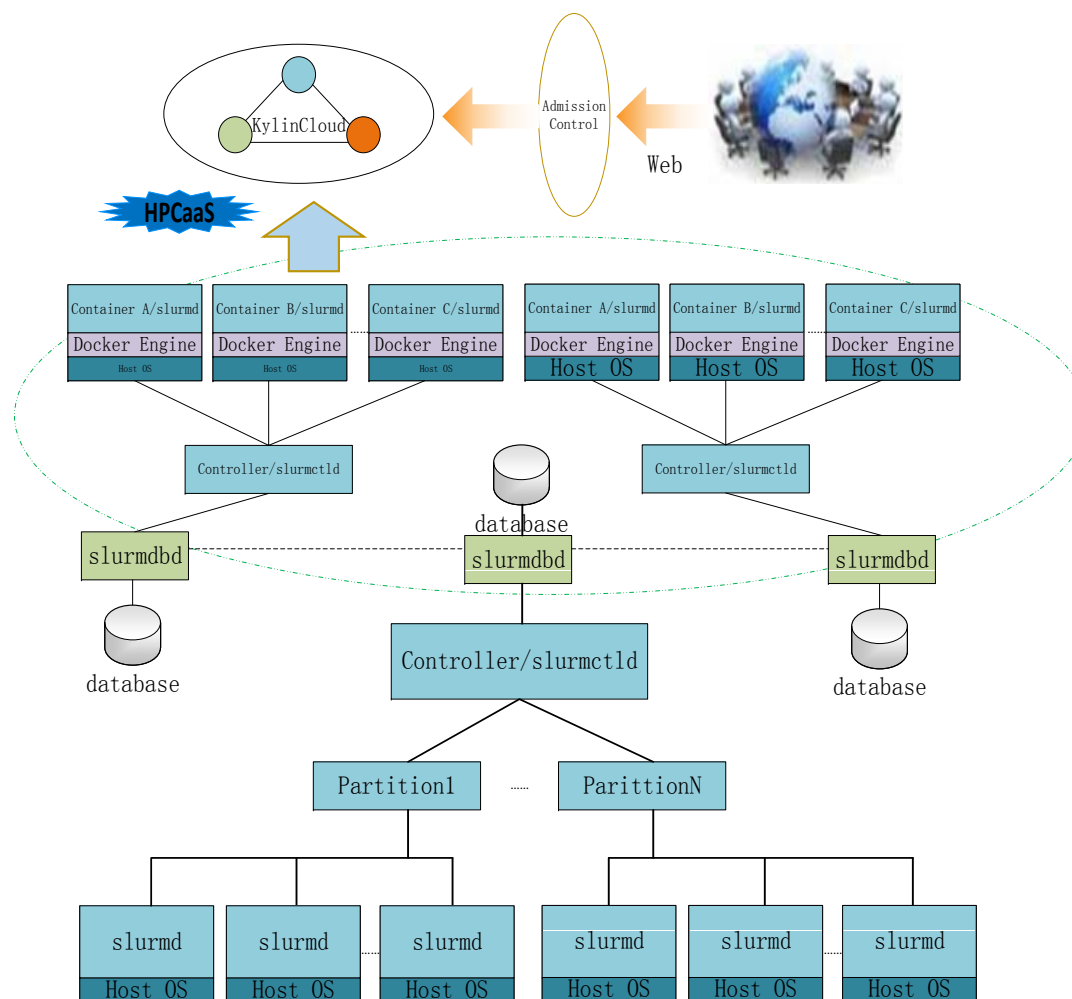 Admission
Control
KylinCloud
Web
HPCaaS
Container A/slurmd
Container B/slurmd
Container C/slurmd
Container A/slurmd
Container B/slurmd
Container C/slurmd
......
......
Docker Engine
Docker Engine
Docker Engine
Docker Engine
Docker Engine
Docker Engine
Host OS
Host OS
Host OS
Host OS
Host OS
Host OS
Controller/slurmctld
Controller/slurmctld
database
slurmdbd
slurmdbd
slurmdbd
database
database
Controller/slurmctld
Partition1
......
ParittionN
slurmd
slurmd
slurmd
slurmd
slurmd
slurmd
......
......
Host OS
Host OS
Host OS
Host OS
Host OS
Host OS